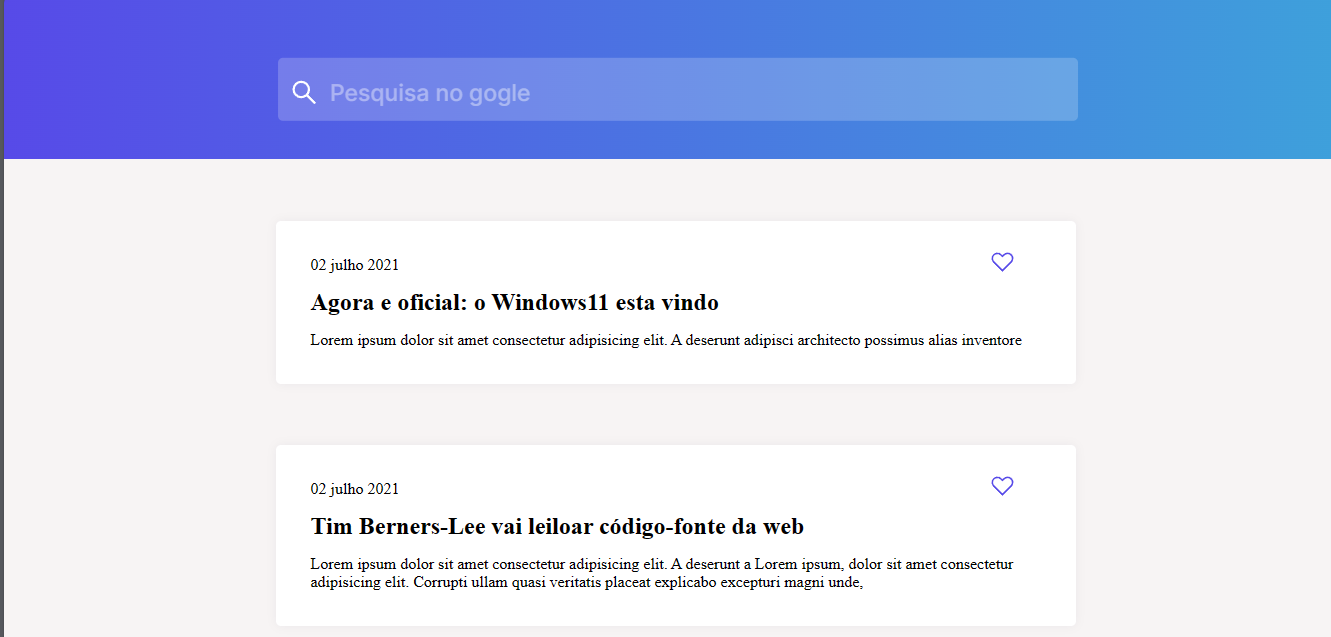 Pesquisa no gogle
02 julho 2021
Agora e oficial: o Windows11 esta vindo
Lorem ipsum dolor sit amet consectetur adipisicing elit. A deserunt adipisci architecto possimus alias inventore
02 julho 2021
Tim Berners-Lee vai leiloar código-fonte da web
Lorem ipsum dolor sit amet consectetur adipisicing elit. A deserunt a Lorem ipsum, dolor sit amet consectetur
adipisicing elit. Corrupti ullam quasi veritatis placeat explicabo excepturi magni unde,